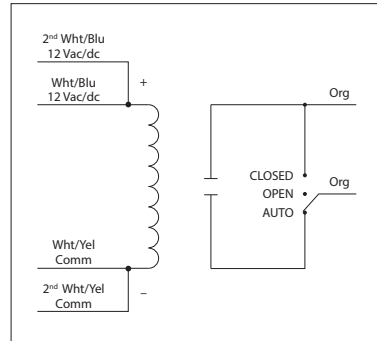 2nd Wht/Blu
12 Vac/dc
Wht/Blu
12 Vac/dc
+
Org
CLOSED
OPEN
AUTO
Org
Wht/Yel
Comm
2nd Wht/Yel
Comm
–